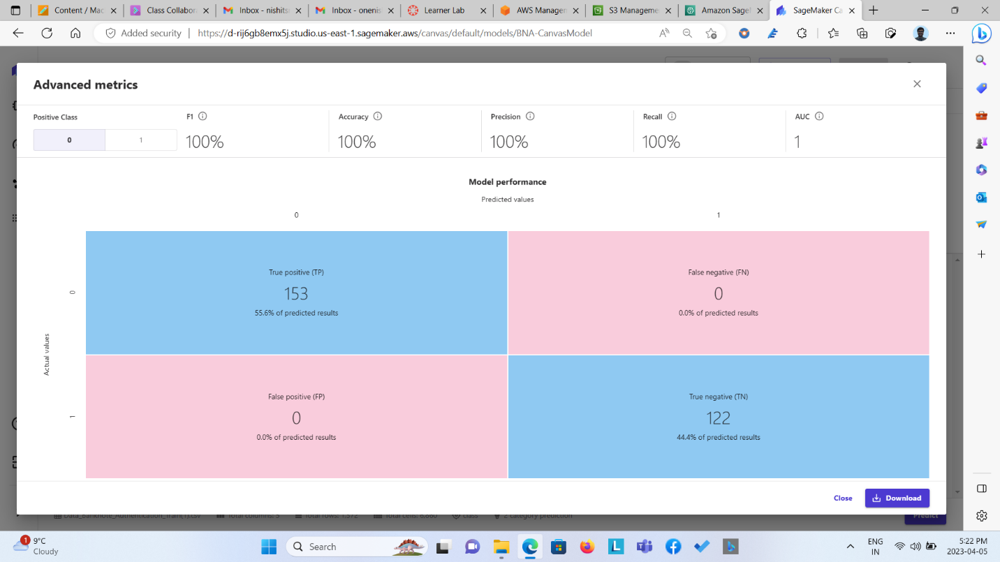 Content / Mac
Class Collabor
Inbox - nishits
Inbox - onenis
Learner Lab
AWS Managem
S3 Manageme
Amazon Sagel
SageMaker Ca
Added security
https://d-rij6gb8emx5j.studio.us-east-1.sagemaker.aws/canvas/default/models/BNA-CanvasModel
Advanced metrics
Positive Class
0
1
F1
100%
Accuracy
100%
Precision
100%
Recall
100%
AUC
1
Model performance
Predicted values
0
1
Actual values
0
True positive (TP)
153
55.6% of predicted results
False negative (FN)
0
0.0% of predicted results
1
False positive (FP)
0
0.0% of predicted results
True negative (TN)
122
44.4% of predicted results
Close
Download
Data_Banknote_Authentication_Train(1).csv
Total columns: 5
Total rows: 1,372
Total cells: 6,860
class
2 category prediction
Predict
1
9°C
Cloudy
Search
ENG
IN
5:22 PM
2023-04-05